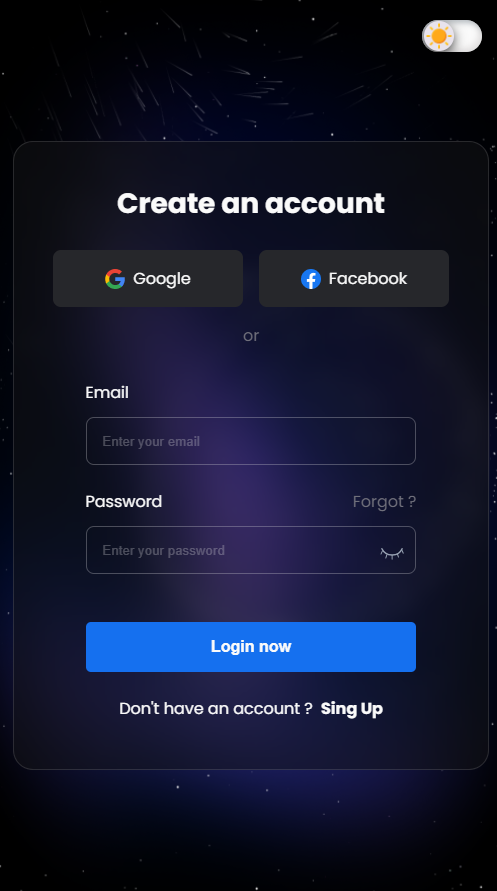 Create an account
Google
Facebook
or
Email
Enter your email
Password
Forgot ?
Enter your password
Login now
Don't have an account ? Sing Up